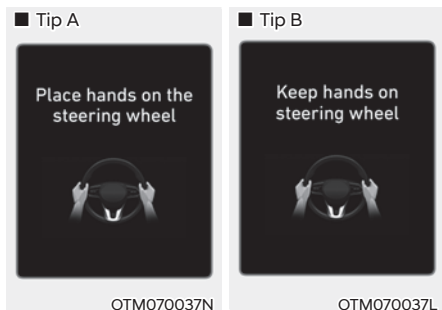 ■ Tip A
Place hands on the
steering wheel
OTM070037N
■ Tip B
Keep hands on
steering wheel
OTM070037L